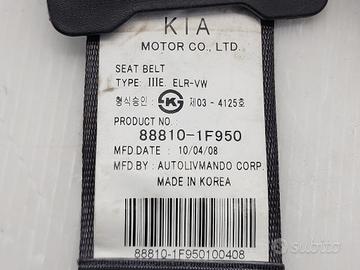 KIA
MOTOR CO., LTD.
SEAT BELT
TYPE: IIIE. ELR-VW
형식승인 : 제03 - 4125호
PRODUCT NO.
88810-1F950
MFD.DATE : 10/04/08
MFD.BY : AUTOLIVMANDO CORP.
MADE IN KOREA
88810-1F950100408
subito